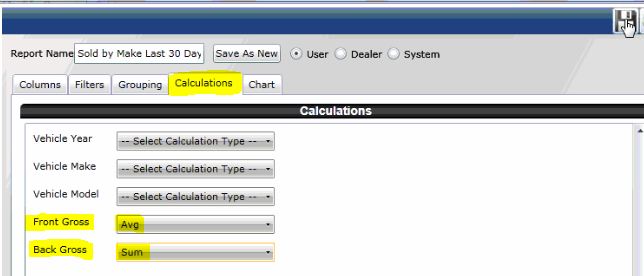 Report Name Sold by Make Last 30 Day Save As New User Dealer System
Columns Filters Grouping Calculations Chart
Calculations
Vehicle Year -- Select Calculation Type --
Vehicle Make -- Select Calculation Type --
Vehicle Model -- Select Calculation Type --
Front Gross Avg
Back Gross Sum